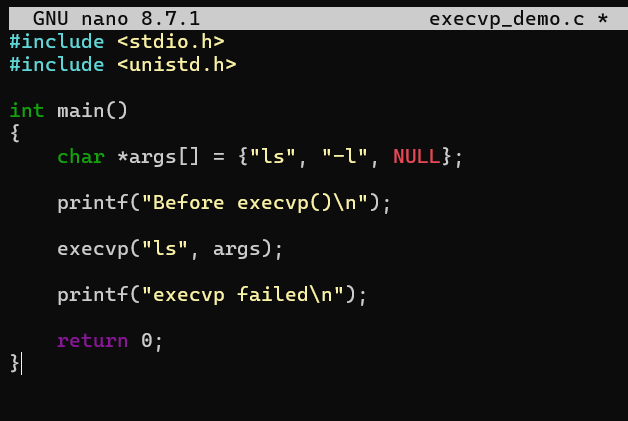 GNU nano 8.7.1 execvp_demo.c *
#include <stdio.h>
#include <unistd.h>

int main()
{
    char *args[] = {"ls", "-l", NULL};

    printf("Before execvp()\n");

    execvp("ls", args);

    printf("execvp failed\n");

    return 0;
}